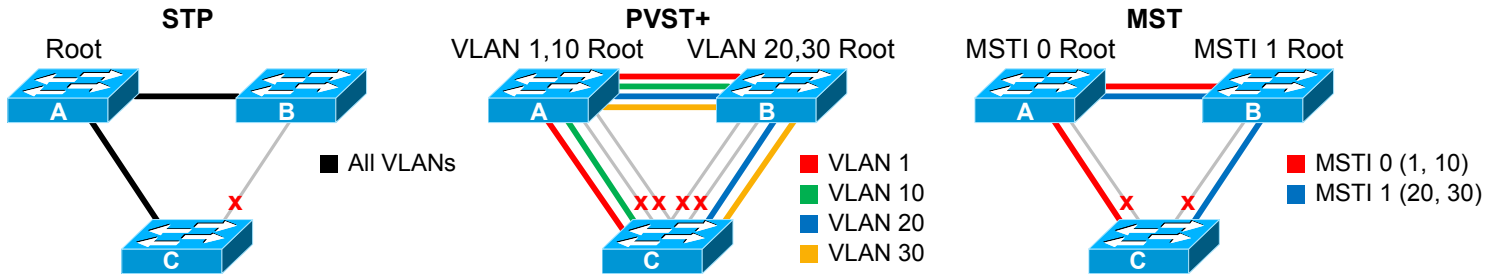 STP
Root
A
B
All VLANs
x
C
PVST+
VLAN 1,10 Root
VLAN 20,30 Root
A
B
VLAN 1
VLAN 10
VLAN 20
VLAN 30
x x x x
C
MST
MSTI 0 Root
MSTI 1 Root
A
B
MSTI 0 (1, 10)
MSTI 1 (20, 30)
x x
C